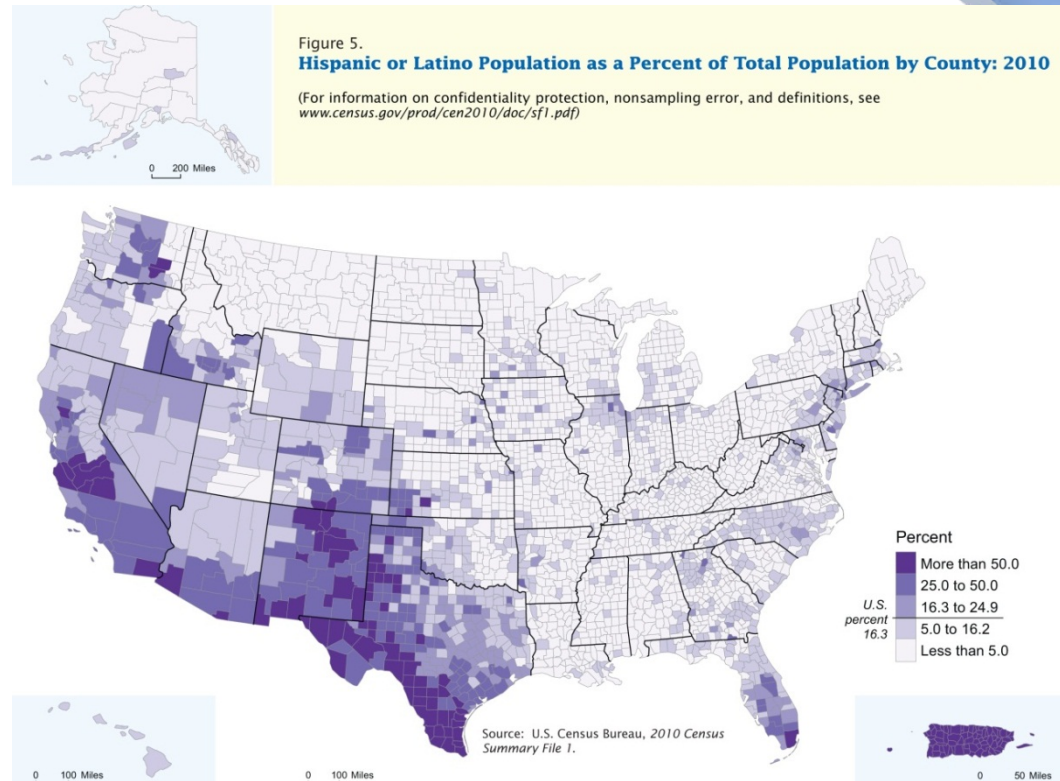 Figure 5.
Hispanic or Latino Population as a Percent of Total Population by County: 2010
(For information on confidentiality protection, nonsampling error, and definitions, see
www.census.gov/prod/cen2010/doc/sf1.pdf)
0 200 Miles
Percent
More than 50.0
25.0 to 50.0
16.3 to 24.9
5.0 to 16.2
Less than 5.0
U.S.
percent
16.3
Source: U.S. Census Bureau, 2010 Census
Summary File 1.
0 100 Miles
0 100 Miles
0 50 Miles